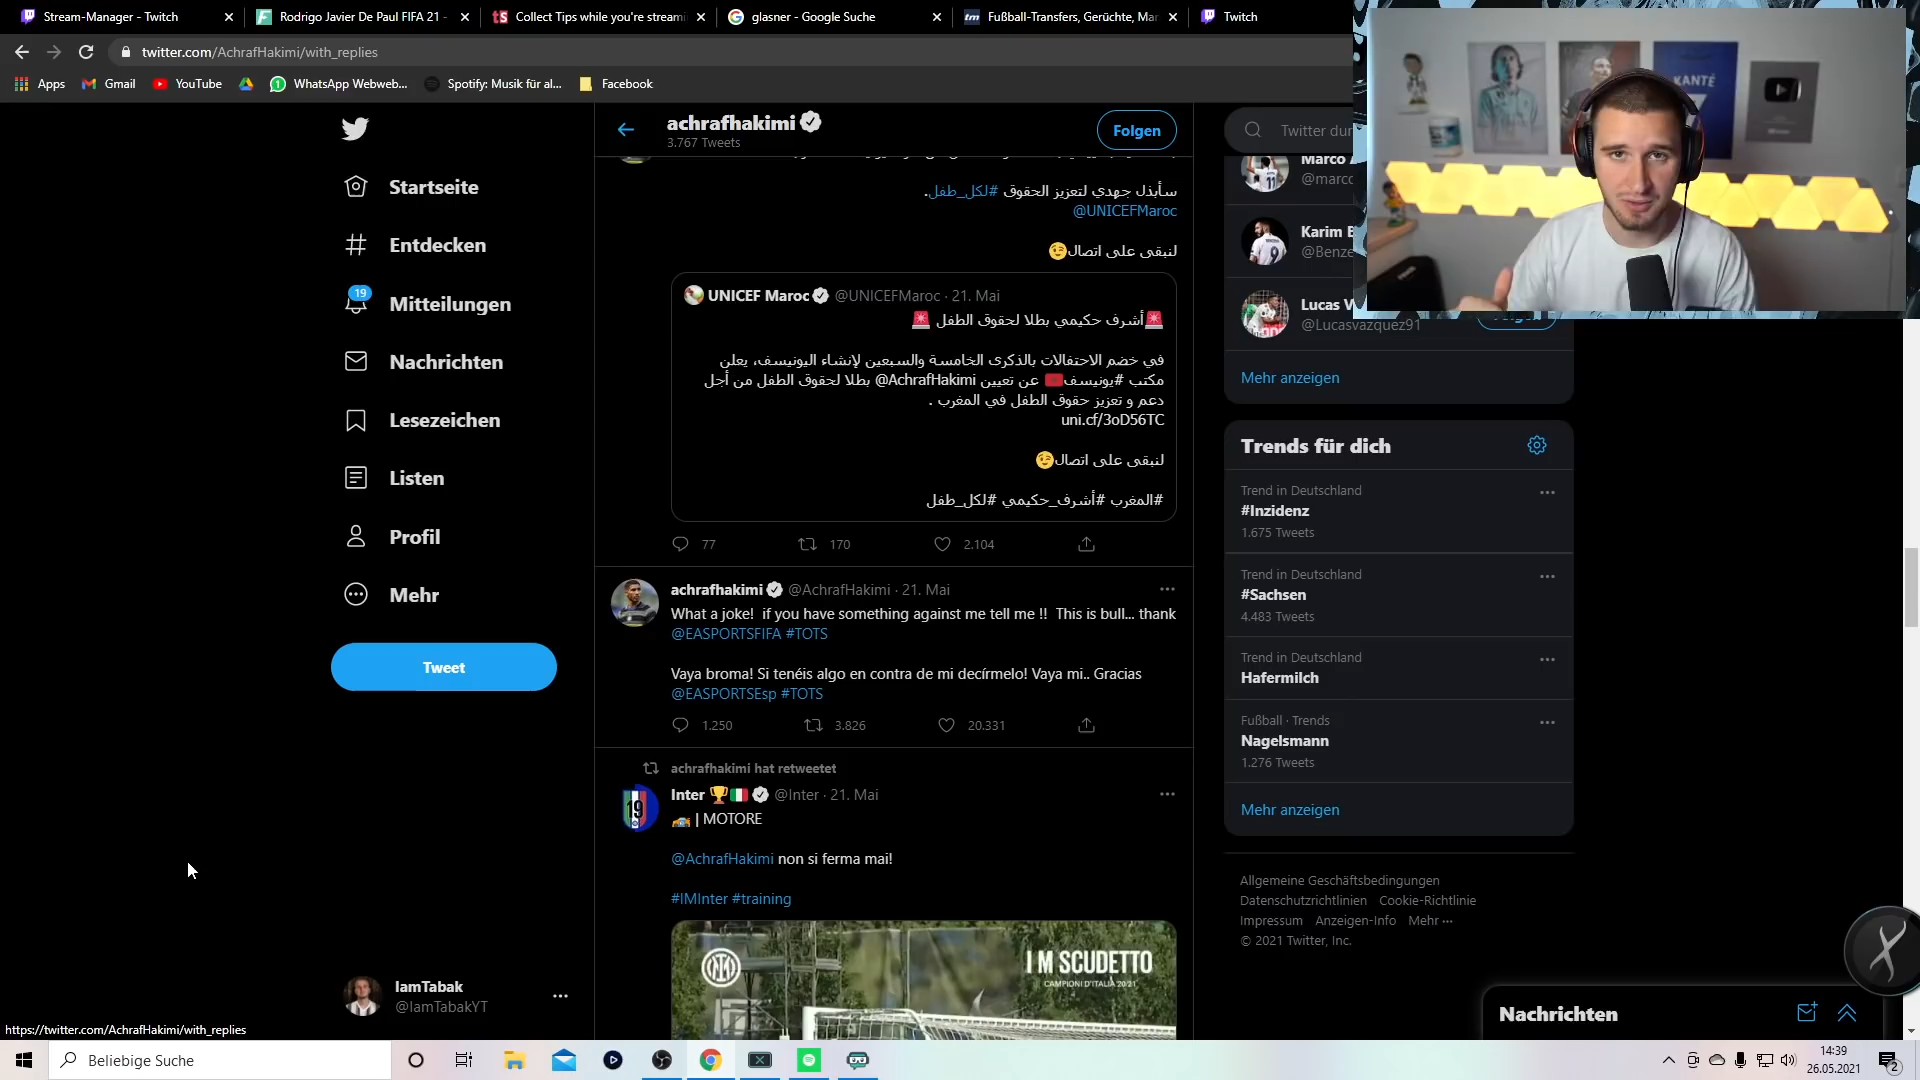 Stream-Manager - Twitch
Rodrigo Javier De Paul FIFA 21 -
Collect Tips while you're streami
glasner - Google Suche
Fußball-Transfers, Gerüchte, Mar
Twitch
twitter.com/AchrafHakimi/with_replies
Apps
Gmail
YouTube
WhatsApp Webweb...
Spotify: Musik für al...
Facebook
Startseite
Entdecken
19
Mitteilungen
Nachrichten
Lesezeichen
Listen
Profil
Mehr
Tweet
IamTabak
@IamTabakYT
achrafhakimi
3.767 Tweets
Folgen
سأبذل جهدي لتعزيز الحقوق #لكل_طفل.
@UNICEFMaroc
لنبقى على اتصال😉
UNICEF Maroc @UNICEFMaroc · 21. Mai
🚨أشرف حكيمي بطلا لحقوق الطفل 🚨
في خضم الاحتفالات بالذكرى الخامسة والسبعين لإنشاء اليونيسف، يعلن
مكتب #يونيسف🇲🇦 عن تعيين @AchrafHakimi بطلا لحقوق الطفل من أجل
دعم و تعزيز حقوق الطفل في المغرب .
uni.cf/3oD56TC
لنبقى على اتصال😉
#المغرب #أشرف_حكيمي #لكل_طفل
77 170 2.104
achrafhakimi @AchrafHakimi · 21. Mai
What a joke! if you have something against me tell me !! This is bull... thank
@EASPORTSFIFA #TOTS
Vaya broma! Si tenéis algo en contra de mi decírmelo! Vaya mi.. Gracias
@EASPORTSEsp #TOTS
1.250 3.826 20.331
achrafhakimi hat retweetet
Inter 🏆🇮🇹 @Inter · 21. Mai
| MOTORE
@AchrafHakimi non si ferma mai!
#IMInter #training
19
I M SCUDETTO
CAMPIONI D'ITALIA 20/21
Twitter dur
Marco A
@marco
Karim B
@Benze
Lucas V
@Lucasvazquez91
Mehr anzeigen
Trends für dich
Trend in Deutschland
#Inzidenz
1.675 Tweets
Trend in Deutschland
#Sachsen
4.483 Tweets
Trend in Deutschland
Hafermilch
Fußball · Trends
Nagelsmann
1.276 Tweets
Mehr anzeigen
Allgemeine Geschäftsbedingungen
Datenschutzrichtlinien Cookie-Richtlinie
Impressum Anzeigen-Info Mehr ···
© 2021 Twitter, Inc.
Nachrichten
KANTÉ
https://twitter.com/AchrafHakimi/with_replies
Beliebige Suche
14:39
26.05.2021
2